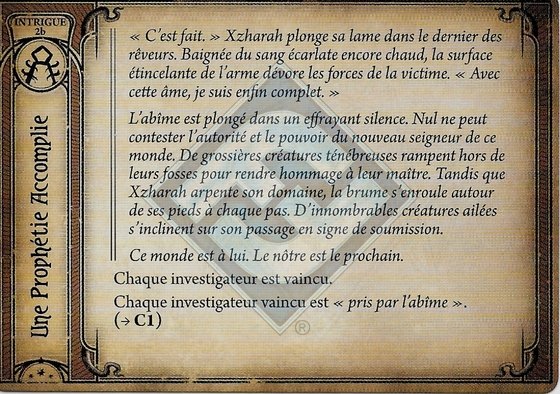 INTRIGUE
2b
Une Prophétie Accomplie
« C'est fait. » Xzharah plonge sa lame dans le dernier des
rêveurs. Baignée du sang écarlate encore chaud, la surface
étincelante de l'arme dévore les forces de la victime. « Avec
cette âme, je suis enfin complet. »
L'abîme est plongé dans un effrayant silence. Nul ne peut
contester l'autorité et le pouvoir du nouveau seigneur de ce
monde. De grossières créatures ténébreuses rampent hors de
leurs fosses pour rendre hommage à leur maître. Tandis que
Xzharah arpente son domaine, la brume s'enroule autour
de ses pieds à chaque pas. D'innombrables créatures ailées
s'inclinent sur son passage en signe de soumission.
Ce monde est à lui. Le nôtre est le prochain.
Chaque investigateur est vaincu.
Chaque investigateur vaincu est « pris par l'abîme ».
(→ C1)
®